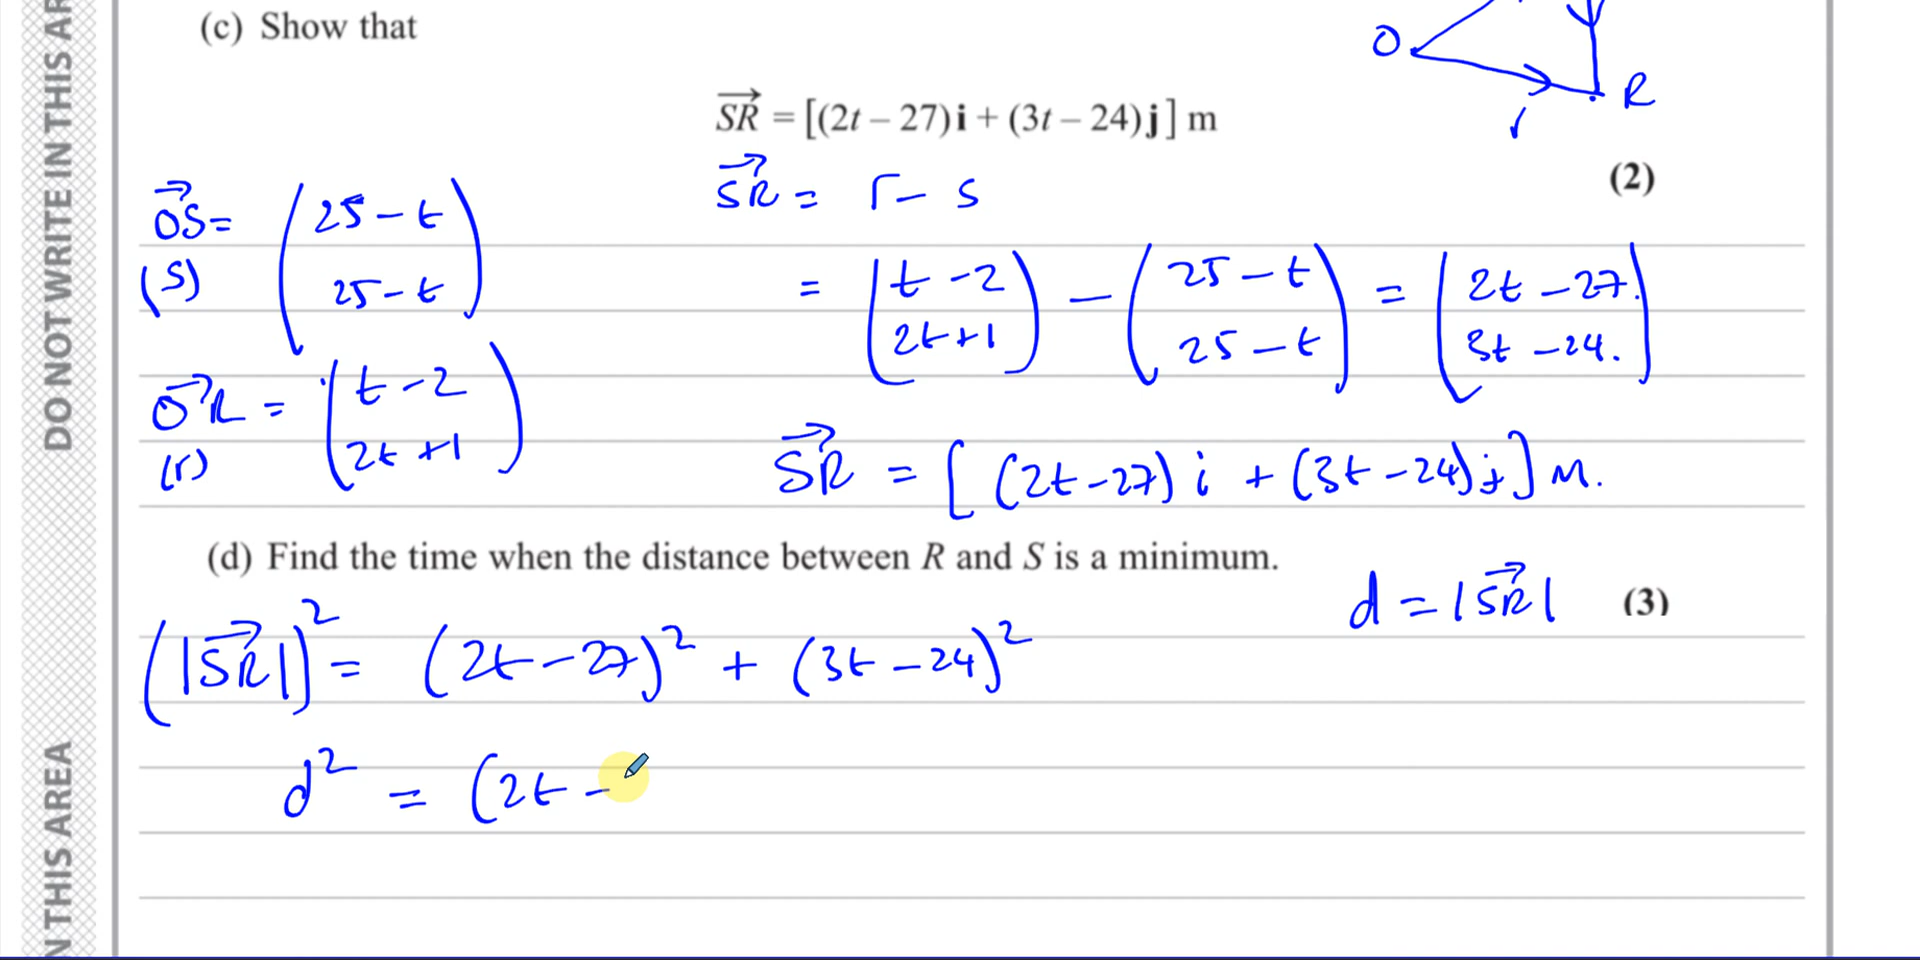 DO NOT WRITE IN THIS AR
N THIS AREA
(c) Show that
O
R
r
SR = [(2t – 27)i + (3t – 24)j] m
(2)
OS = (25 – t
(s) 25 – t)
SR = r – s
= (t – 2
2t + 1) – (25 – t
25 – t) = (2t – 27.
3t – 24.)
OR = (t – 2
(r) 2t + 1)
SR = [(2t – 27) i + (3t – 24) j] m.
(d) Find the time when the distance between R and S is a minimum.
d = |SR| (3)
(|SR|)² = (2t – 27)² + (3t – 24)²
d² = (2t –